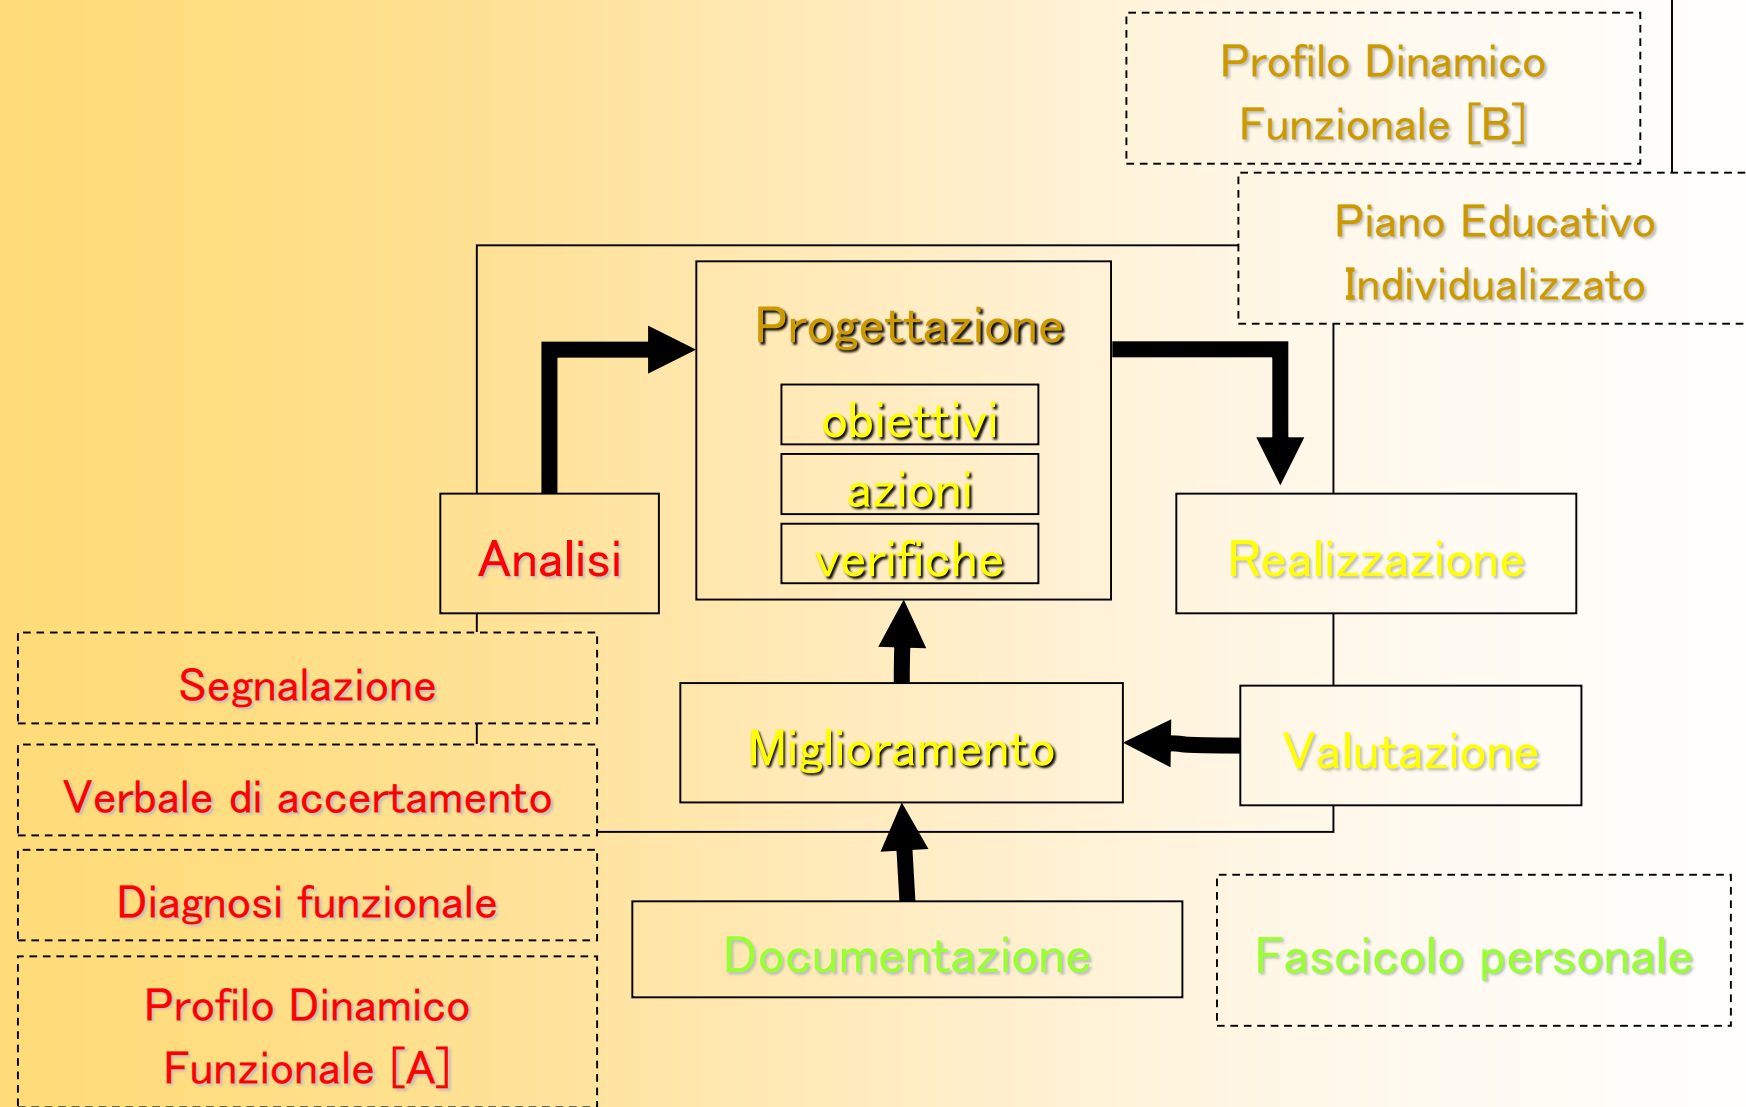 Profilo Dinamico
Funzionale [B]
Piano Educativo
Individualizzato
Progettazione
obiettivi
azioni
verifiche
Analisi
Realizzazione
Segnalazione
Miglioramento
Valutazione
Verbale di accertamento
Diagnosi funzionale
Documentazione
Fascicolo personale
Profilo Dinamico
Funzionale [A]